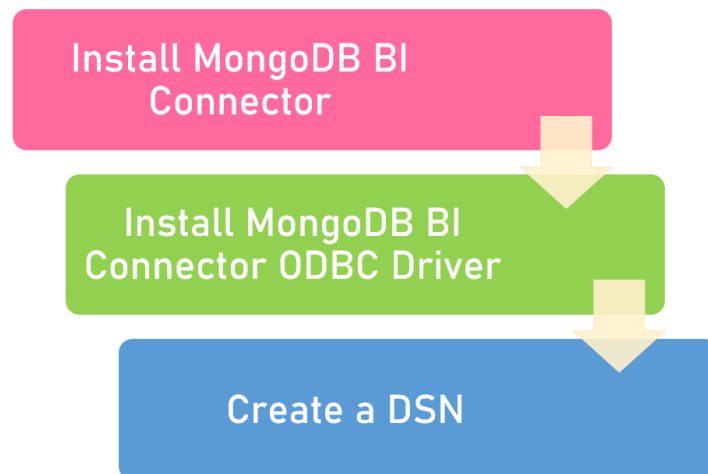 Install MongoDB BI
Connector
Install MongoDB BI
Connector ODBC Driver
Create a DSN